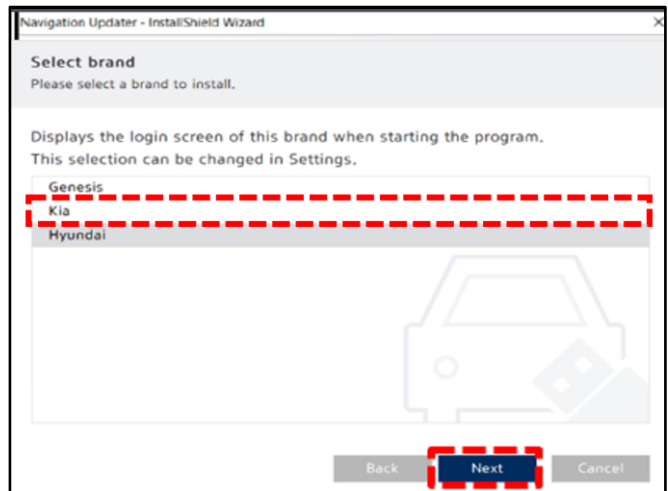 Navigation Updater - InstallShield Wizard
Select brand
Please select a brand to install.
Displays the login screen of this brand when starting the program.
This selection can be changed in Settings.
Genesis
Kia
Hyundai
Back Next Cancel